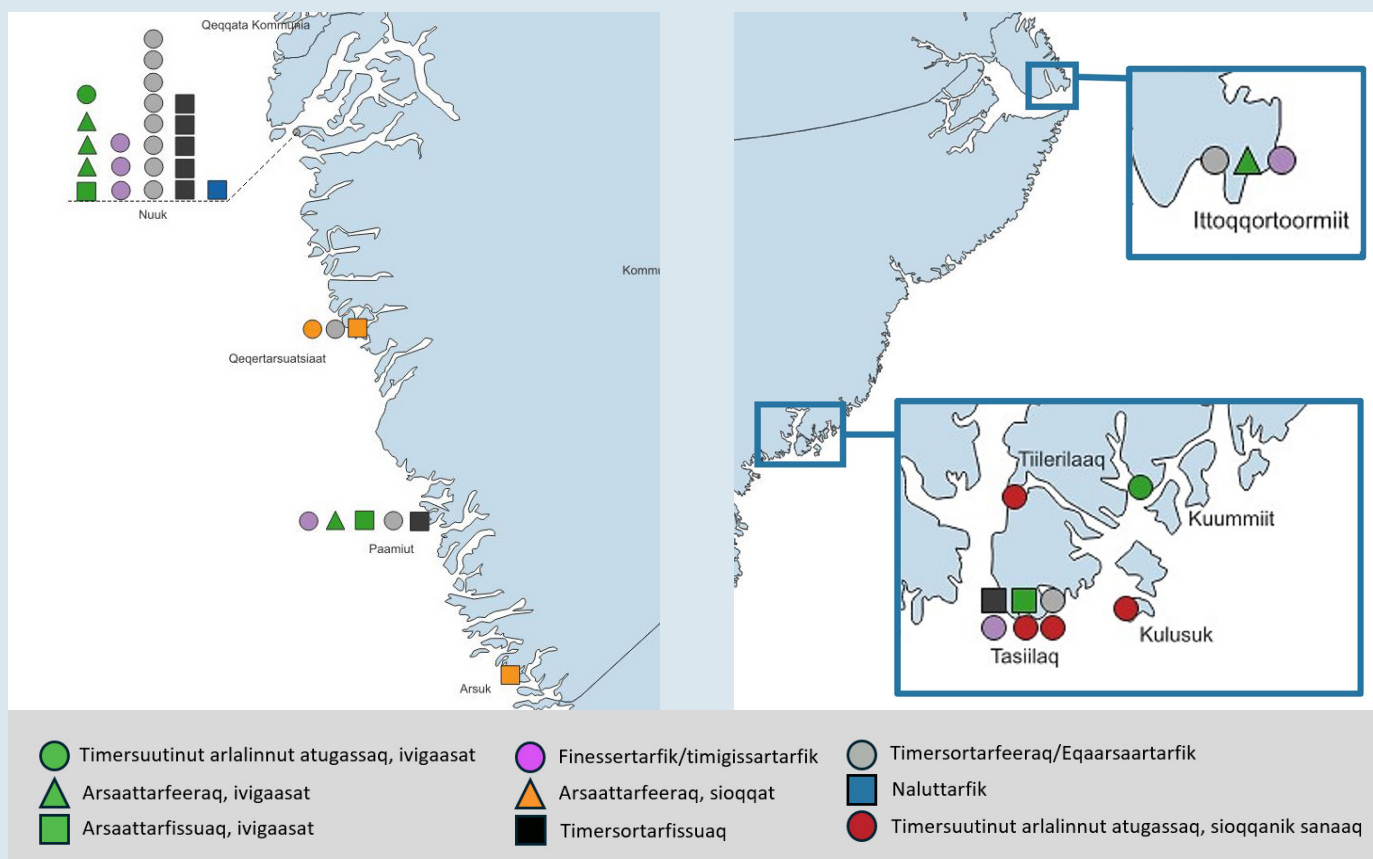 Qeqqata Kommunia
Nuuk
Kommu
Qeqertarsuatsiaat
Paamiut
Arsuk
Ittoqqortoormiit
Tiilerilaaq
Kuummiit
Kulusuk
Tasiilaq
Timersuutinut arlalinnut atugassaq, ivigaasat
Arsaattarfeeraq, ivigaasat
Arsaattarfissuaq, ivigaasat
Finessertarfik/timigissartarfik
Arsaattarfeeraq, sioqqat
Timersortarfissuaq
Timersortarfeeraq/Eqaarsaartarfik
Naluttarfik
Timersuutinut arlalinnut atugassaq, sioqqanik sanaaq